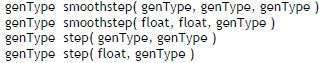 genType smoothstep( genType, genType, genType )
genType smoothstep( float, float, genType )
genType step( genType, genType )
genType step( float, genType )